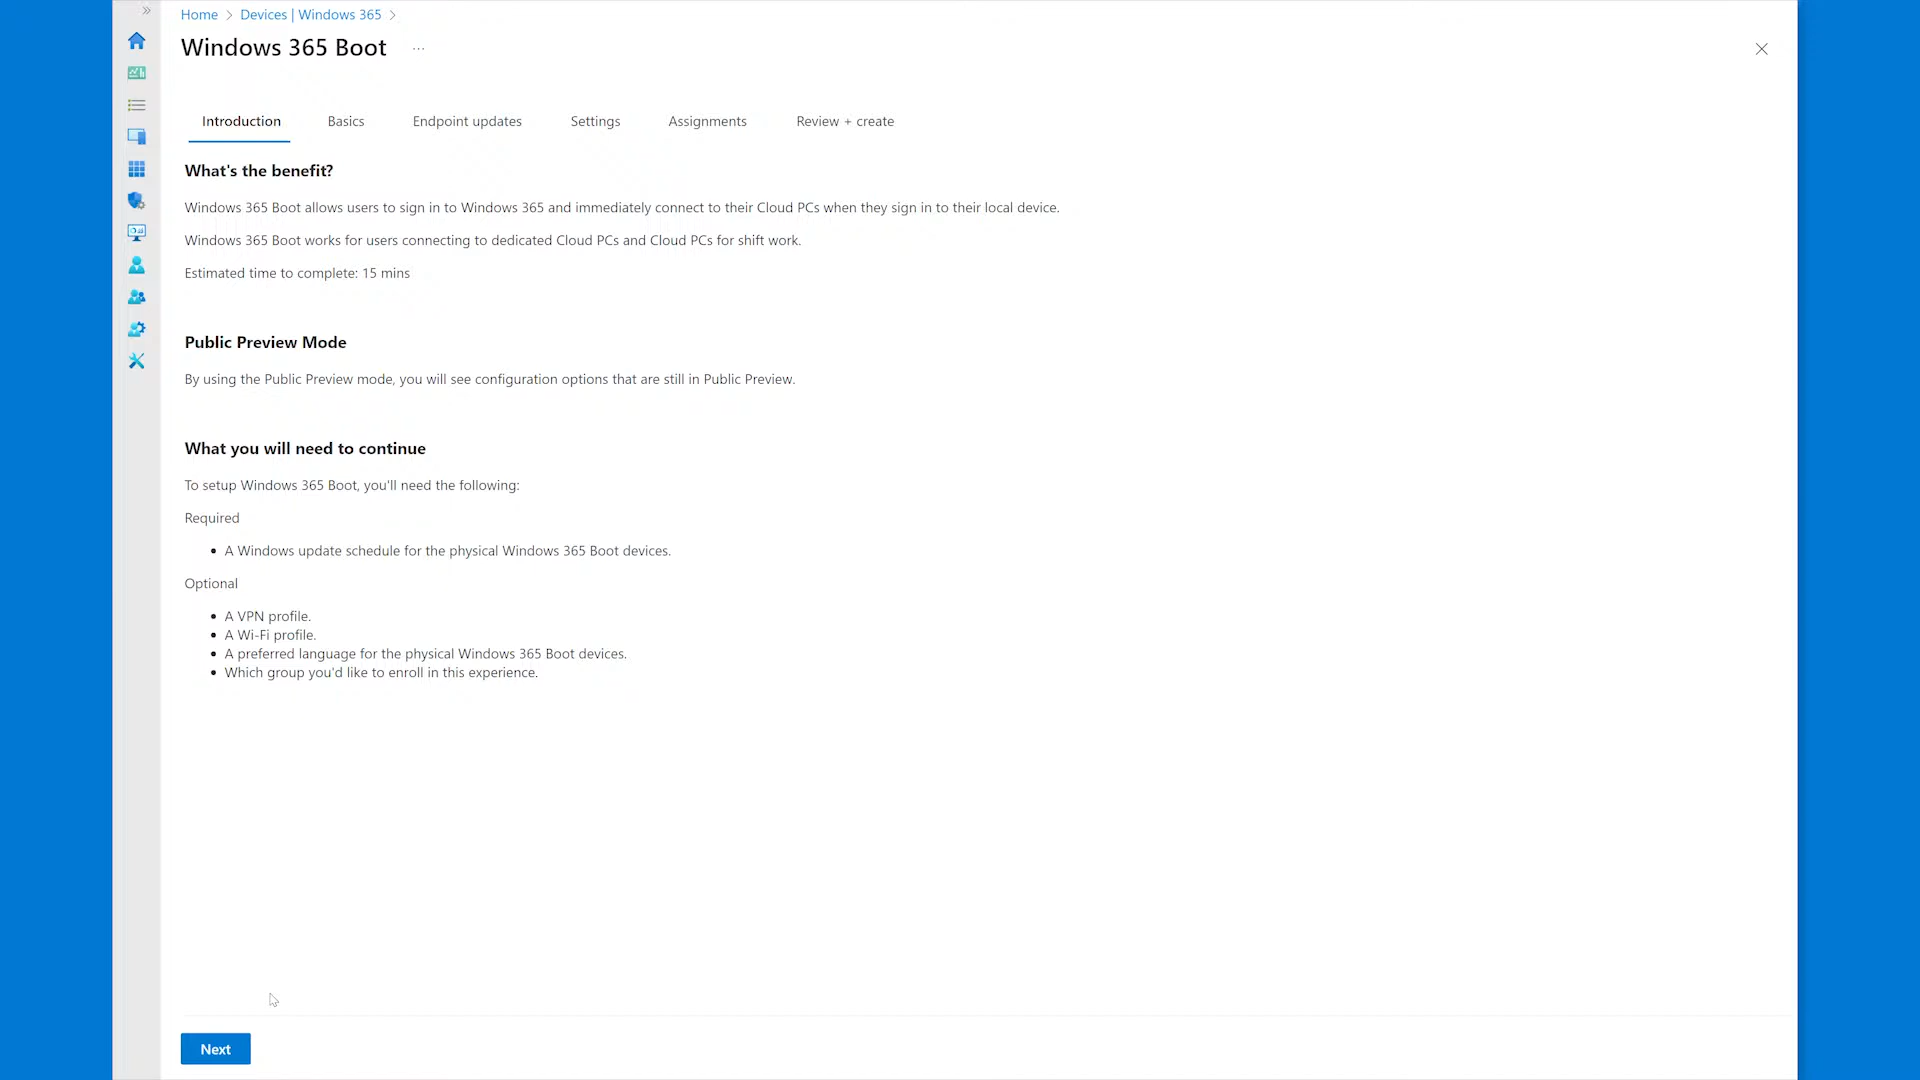 Home > Devices | Windows 365 >
Windows 365 Boot ...
Introduction Basics Endpoint updates Settings Assignments Review + create
What's the benefit?
Windows 365 Boot allows users to sign in to Windows 365 and immediately connect to their Cloud PCs when they sign in to their local device.
Windows 365 Boot works for users connecting to dedicated Cloud PCs and Cloud PCs for shift work.
Estimated time to complete: 15 mins
Public Preview Mode
By using the Public Preview mode, you will see configuration options that are still in Public Preview.
What you will need to continue
To setup Windows 365 Boot, you'll need the following:
Required
• A Windows update schedule for the physical Windows 365 Boot devices.
Optional
• A VPN profile.
• A Wi-Fi profile.
• A preferred language for the physical Windows 365 Boot devices.
• Which group you'd like to enroll in this experience.
Next